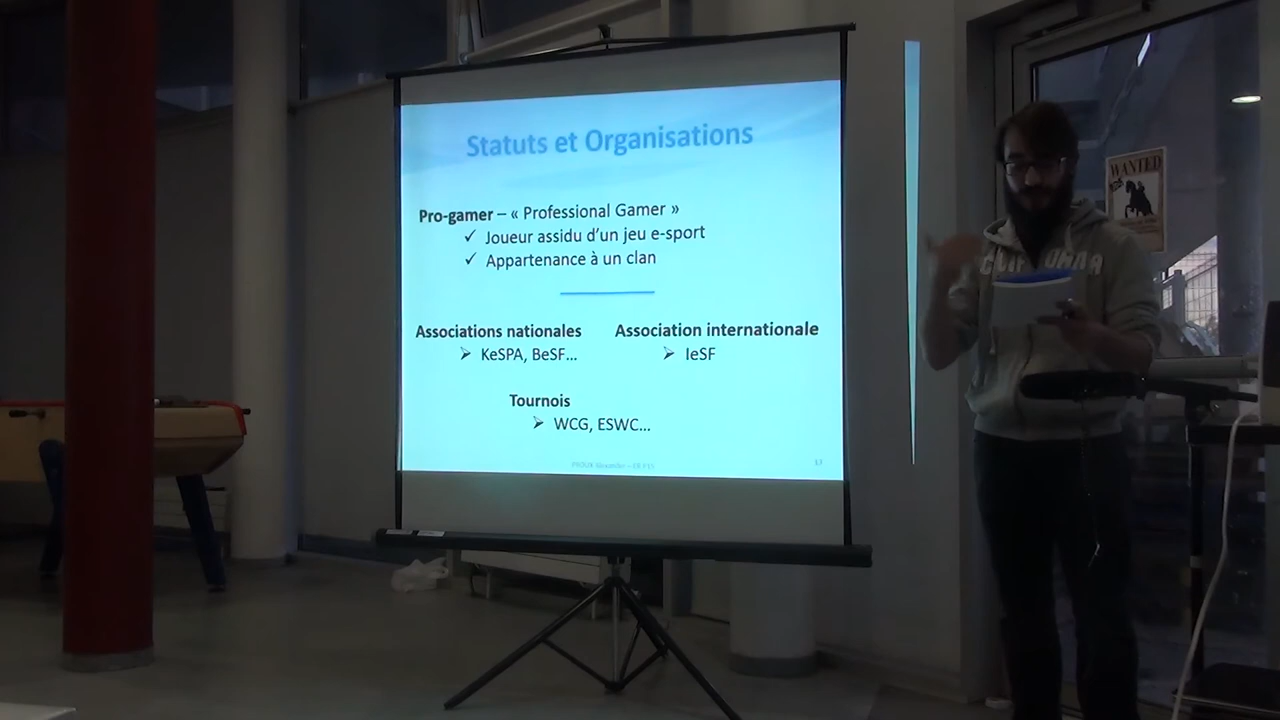 Statuts et Organisations
Pro-gamer – « Professional Gamer »
✓ Joueur assidu d'un jeu e-sport
✓ Appartenance à un clan
Associations nationales
➢ KeSPA, BeSF...
Association internationale
➢ IeSF
Tournois
➢ WCG, ESWC...
17
WANTED